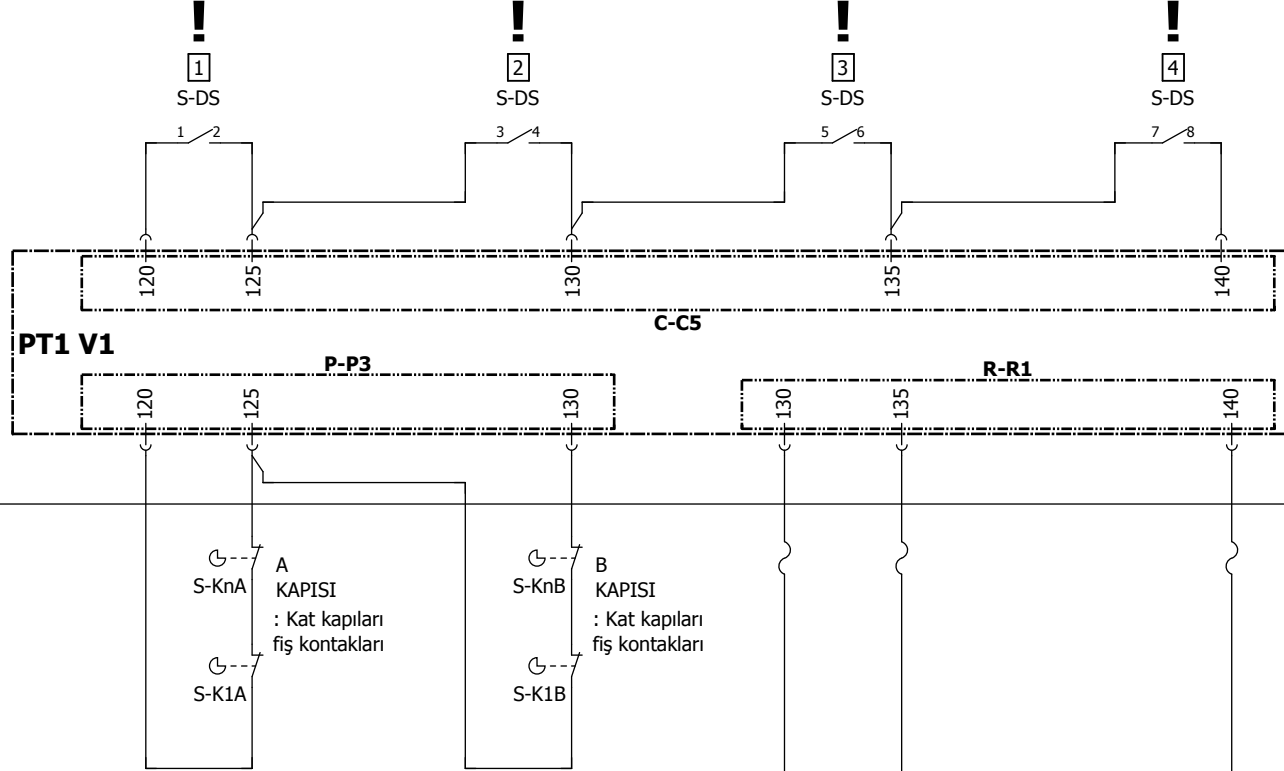 ! ! ! !
1 2 3 4
S-DS S-DS S-DS S-DS
1 2 3 4 5 6 7 8
120 125 130 135 140
C-C5
PT1 V1
P-P3 R-R1
120 125 130 130 135 140
A B
S-KnA KAPISI S-KnB KAPISI
: Kat kapıları : Kat kapıları
fiş kontakları fiş kontakları
S-K1A S-K1B